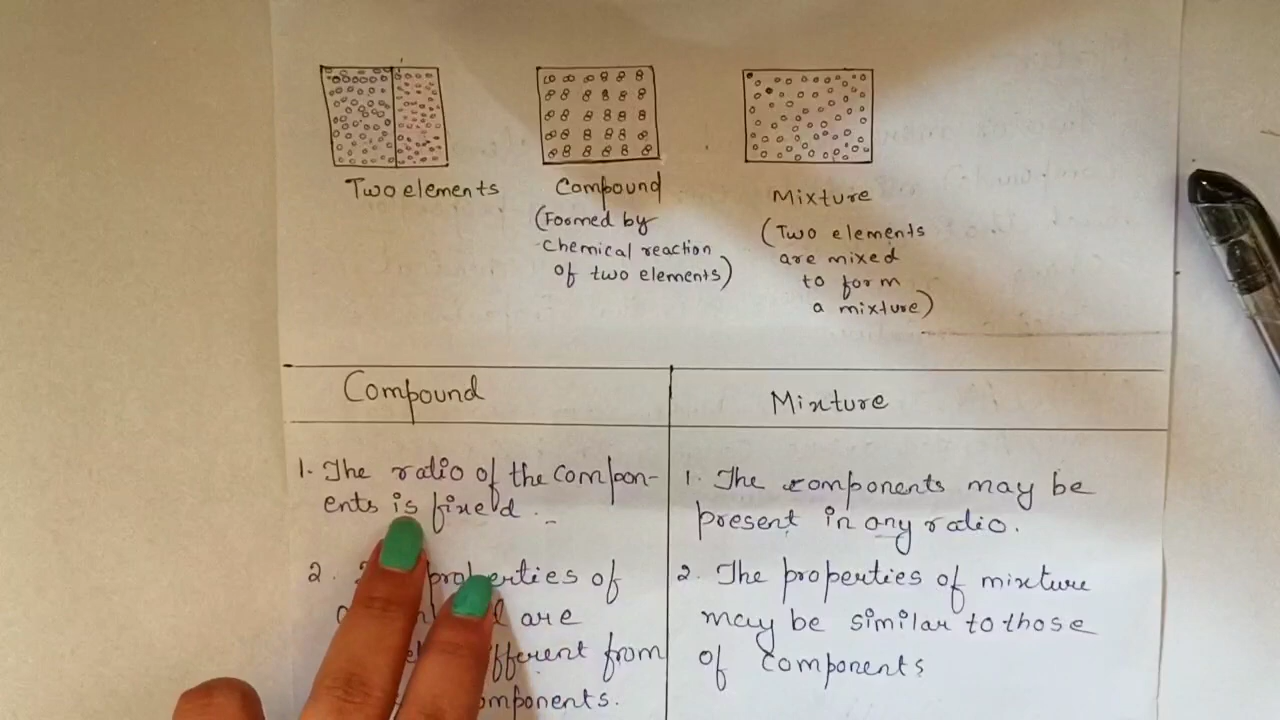 Two elements
Compound
(Formed by
chemical reaction
of two elements)
Mixture
(Two elements
are mixed
to form
a mixture)
Compound
Mixture
1. The ratio of the compon-
ents is fixed.
2. properties of
are
from
omponents.
1. The components may be
present in any ratio.
2. The properties of mixture
may be similar to those
of components